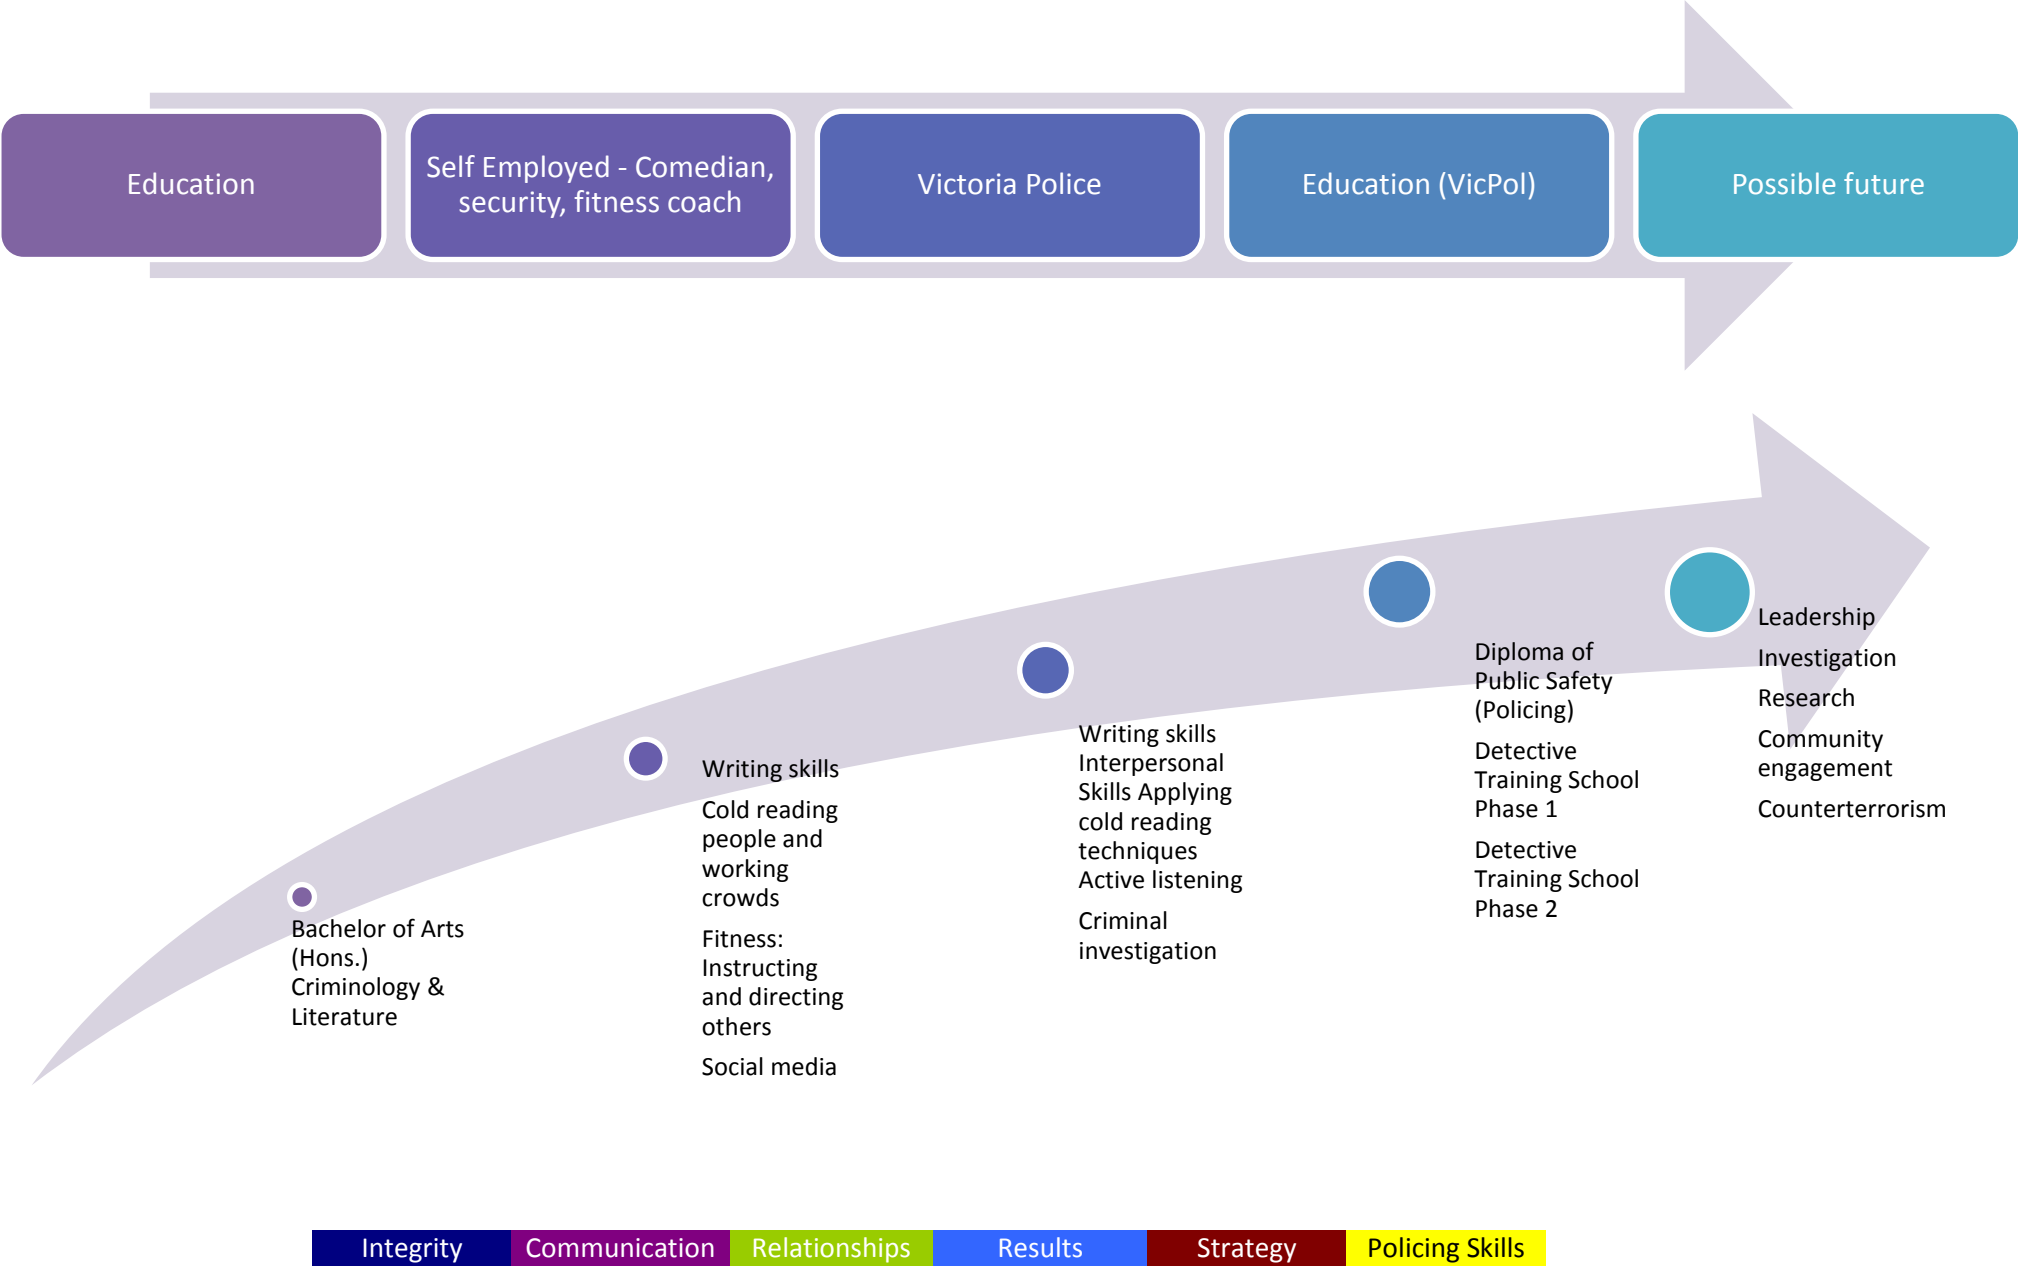 Education
Self Employed - Comedian,
security, fitness coach
Victoria Police
Education (VicPol)
Possible future
Bachelor of Arts
(Hons.)
Criminology &
Literature
Writing skills
Cold reading
people and
working
crowds
Fitness:
Instructing
and directing
others
Social media
Writing skills
Interpersonal
Skills Applying
cold reading
techniques
Active listening
Criminal
investigation
Diploma of
Public Safety
(Policing)
Detective
Training School
Phase 1
Detective
Training School
Phase 2
Leadership
Investigation
Research
Community
engagement
Counterterrorism
Integrity
Communication
Relationships
Results
Strategy
Policing Skills